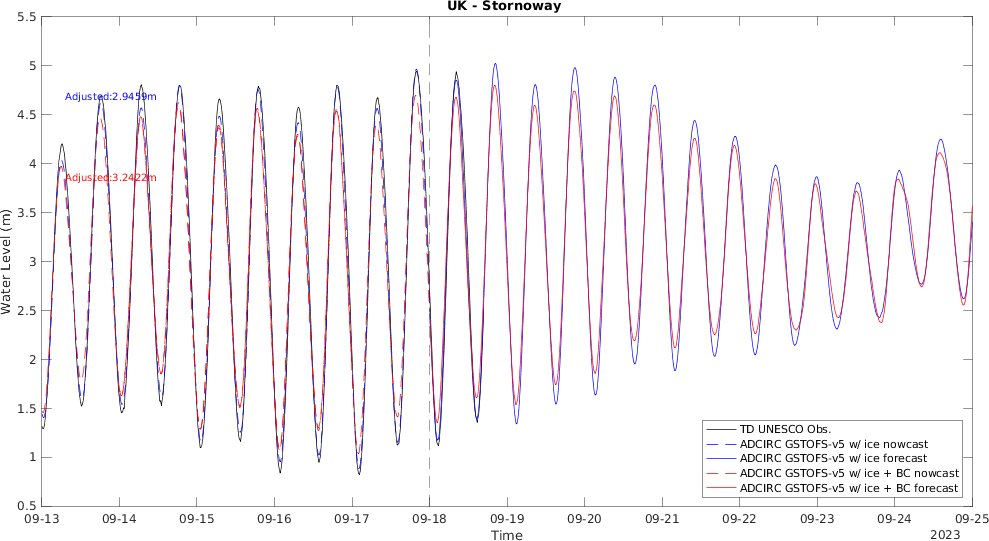 UK - Stornoway
5.5
5
4.5
4
3.5
3
2.5
2
1.5
1
0.5
Water Level (m)
Adjusted:2.9459m
Adjusted:3.2422m
TD UNESCO Obs.
ADCIRC GSTOFS-v5 w/ ice nowcast
ADCIRC GSTOFS-v5 w/ ice forecast
ADCIRC GSTOFS-v5 w/ ice + BC nowcast
ADCIRC GSTOFS-v5 w/ ice + BC forecast
09-13 09-14 09-15 09-16 09-17 09-18 09-19 09-20 09-21 09-22 09-23 09-24 09-25
Time
2023